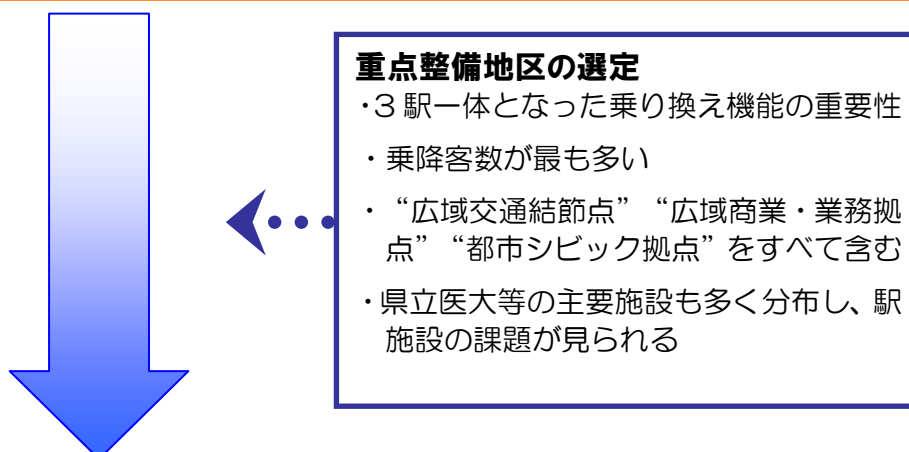 重点整備地区の選定
・3 駅一体となった乗り換え機能の重要性
・ 乗降客数が最も多い
・ “広域交通結節点” “広域商業・業務拠
点” “都市シビック拠点” をすべて含む
・県立医大等の主要施設も多く分布し、駅
施設の課題が見られる